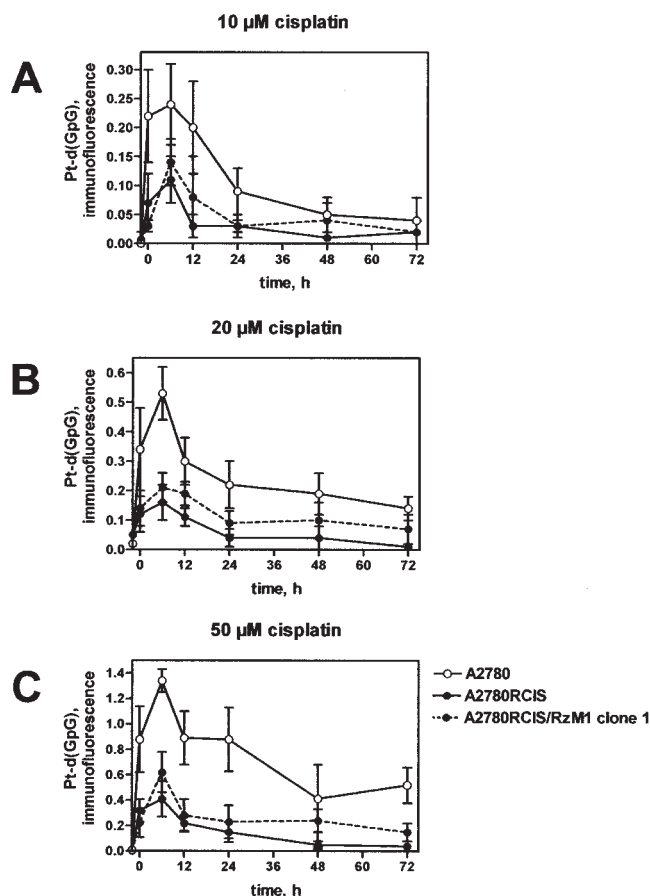 10 µM cisplatin
A
Pt-d(GpG),
immunofluorescence
0.30
0.25
0.20
0.15
0.10
0.05
0.00
0 12 24 36 48 60 72
time, h
20 µM cisplatin
B
Pt-d(GpG),
immunofluorescence
0.6
0.5
0.4
0.3
0.2
0.1
0.0
0 12 24 36 48 60 72
time, h
50 µM cisplatin
C
Pt-d(GpG),
immunofluorescence
1.4
1.2
1.0
0.8
0.6
0.4
0.2
0.0
0 12 24 36 48 60 72
time, h
A2780
A2780RCIS
A2780RCIS/RzM1 clone 1